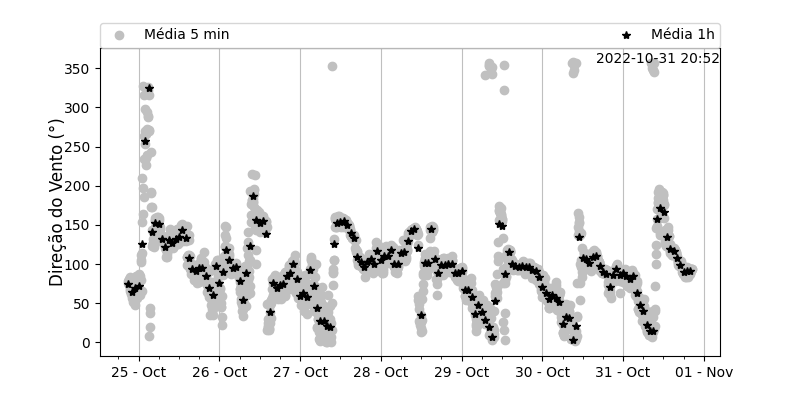 Média 5 min
Média 1h
2022-10-31 20:52
Direção do Vento (°)
350
300
250
200
150
100
50
0
25 - Oct
26 - Oct
27 - Oct
28 - Oct
29 - Oct
30 - Oct
31 - Oct
01 - Nov